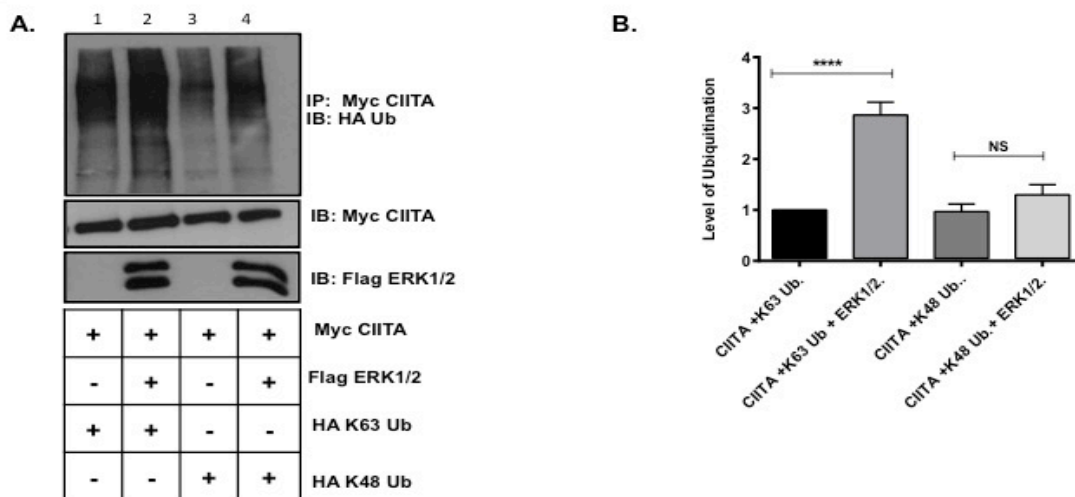 A.
1 2 3 4
IP: Myc CIITA
IB: HA Ub
IB: Myc CIITA
IB: Flag ERK1/2
+ + + + Myc CIITA
- + - + Flag ERK1/2
+ + - - HA K63 Ub
- - + + HA K48 Ub
B.
Level of Ubiquitination
4
3
2
1
0
****
NS
CIITA +K63 Ub.
CIITA +K63 Ub + ERK1/2.
CIITA +K48 Ub..
CIITA +K48 Ub. + ERK1/2.